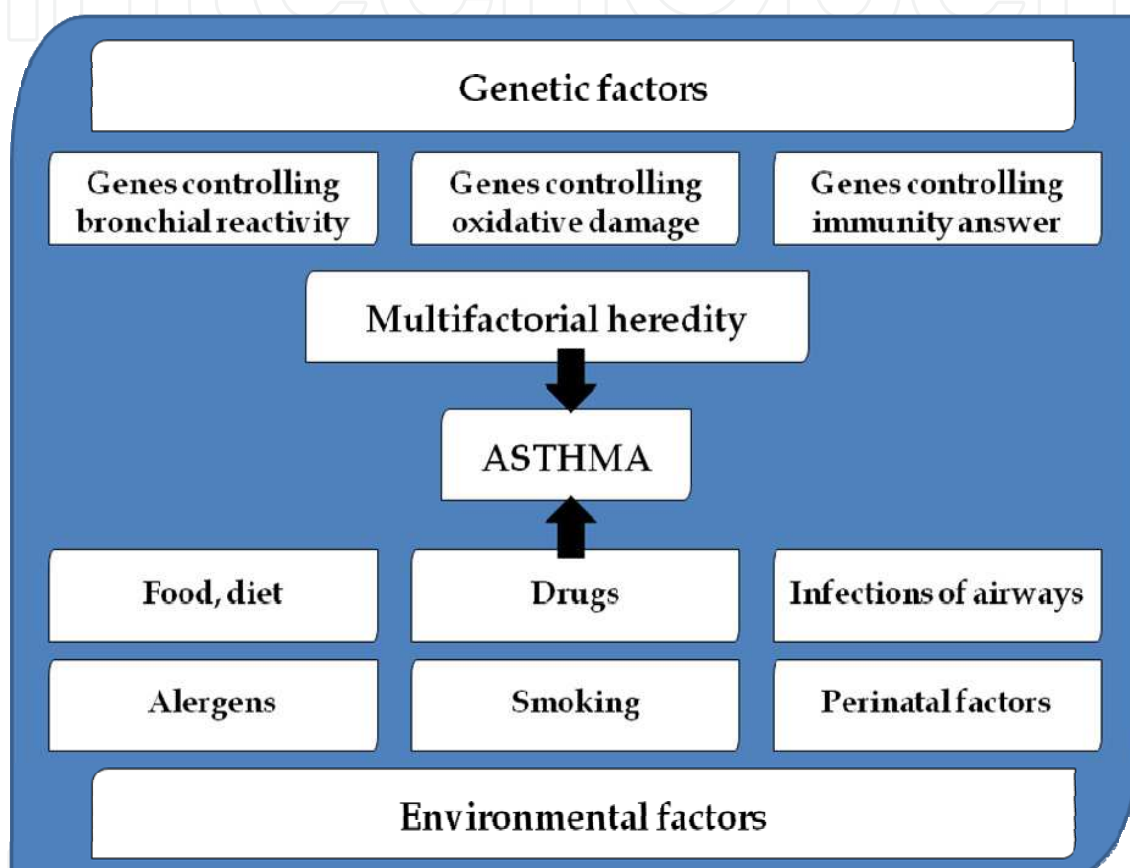 Genetic factors
Genes controlling
bronchial reactivity
Genes controlling
oxidative damage
Genes controlling
immunity answer
Multifactorial heredity
ASTHMA
Food, diet
Drugs
Infections of airways
Alergens
Smoking
Perinatal factors
Environmental factors